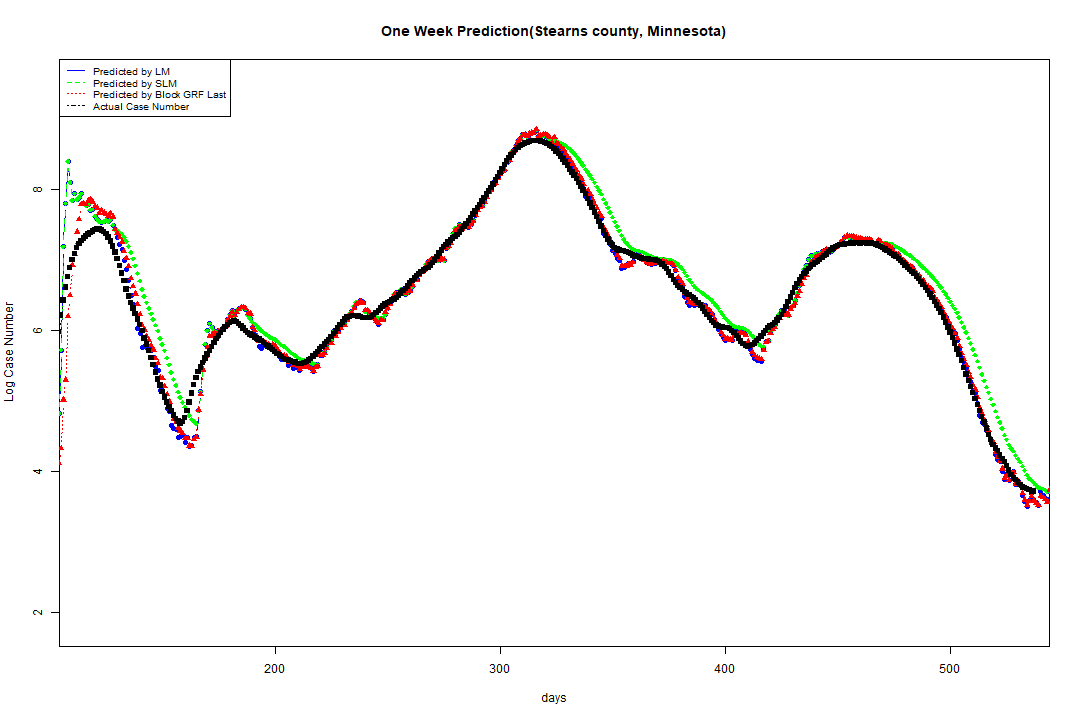 One Week Prediction(Stearns county, Minnesota)
Predicted by LM
Predicted by SLM
Predicted by Block GRF Last
Actual Case Number
8
6
4
2
Log Case Number
200 300 400 500
days